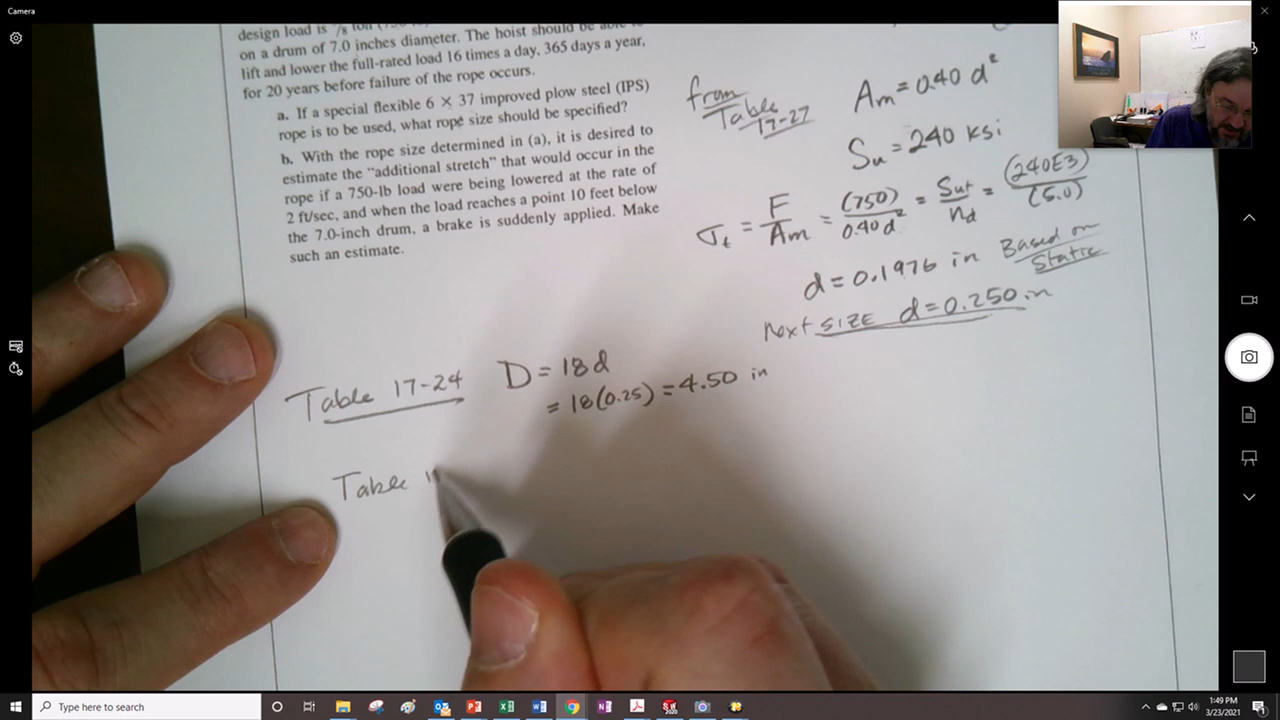 Camera
design load is 7/8 ton (750
on a drum of 7.0 inches diameter. The hoist should be able to
lift and lower the full-rated load 16 times a day, 365 days a year,
for 20 years before failure of the rope occurs.
a. If a special flexible 6 × 37 improved plow steel (IPS)
rope is to be used, what rope size should be specified?
b. With the rope size determined in (a), it is desired to
estimate the “additional stretch” that would occur in the
rope if a 750-lb load were being lowered at the rate of
2 ft/sec, and when the load reaches a point 10 feet below
the 7.0-inch drum, a brake is suddenly applied. Make
such an estimate.
from
Table
17-27
Am = 0.40 d²
Su = 240 ksi
σt = F/Am = (750)/0.40d² = Sut/nd = (240E3)/(5.0)
d = 0.1976 in Based on
Static
next SIZE d = 0.250 in
Table 17-24 D = 18d
= 18(0.25) = 4.50 in
Table 1
Type here to search
1:49 PM
3/23/2021